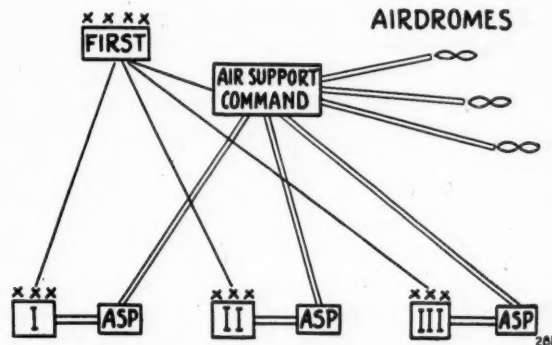 AIRDROMES
x x x x
FIRST
AIR SUPPORT
COMMAND
x x x
I
ASP
x x x
II
ASP
x x x
III
ASP